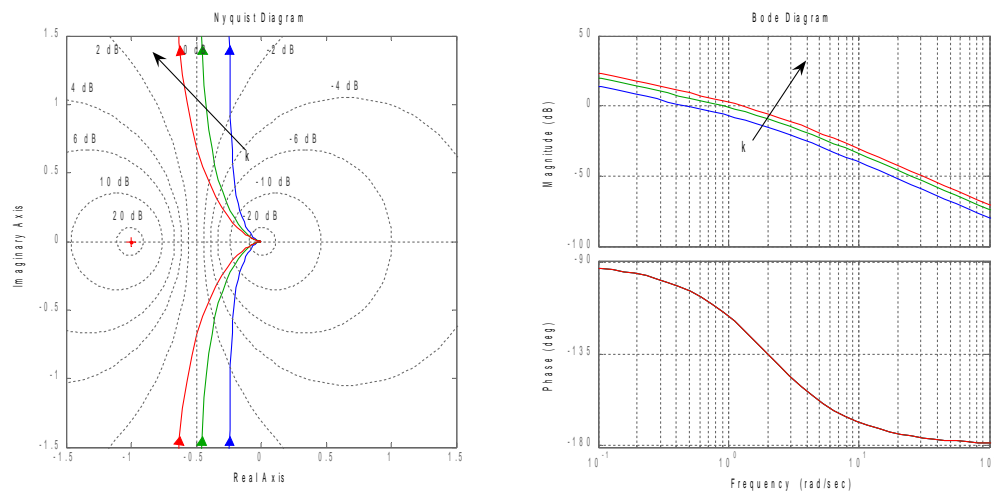 Nyquist Diagram
1.5
1
0.5
0
-0.5
-1
-1.5
Imaginary Axis
2 dB
0 dB
-2 dB
4 dB
-4 dB
6 dB
-6 dB
10 dB
-10 dB
20 dB
-20 dB
k
-1.5
-1
-0.5
0
0.5
1
1.5
Real Axis
Bode Diagram
50
0
-50
-100
Magnitude (dB)
k
-90
-135
-180
Phase (deg)
10^-1
10^0
10^1
Frequency (rad/sec)